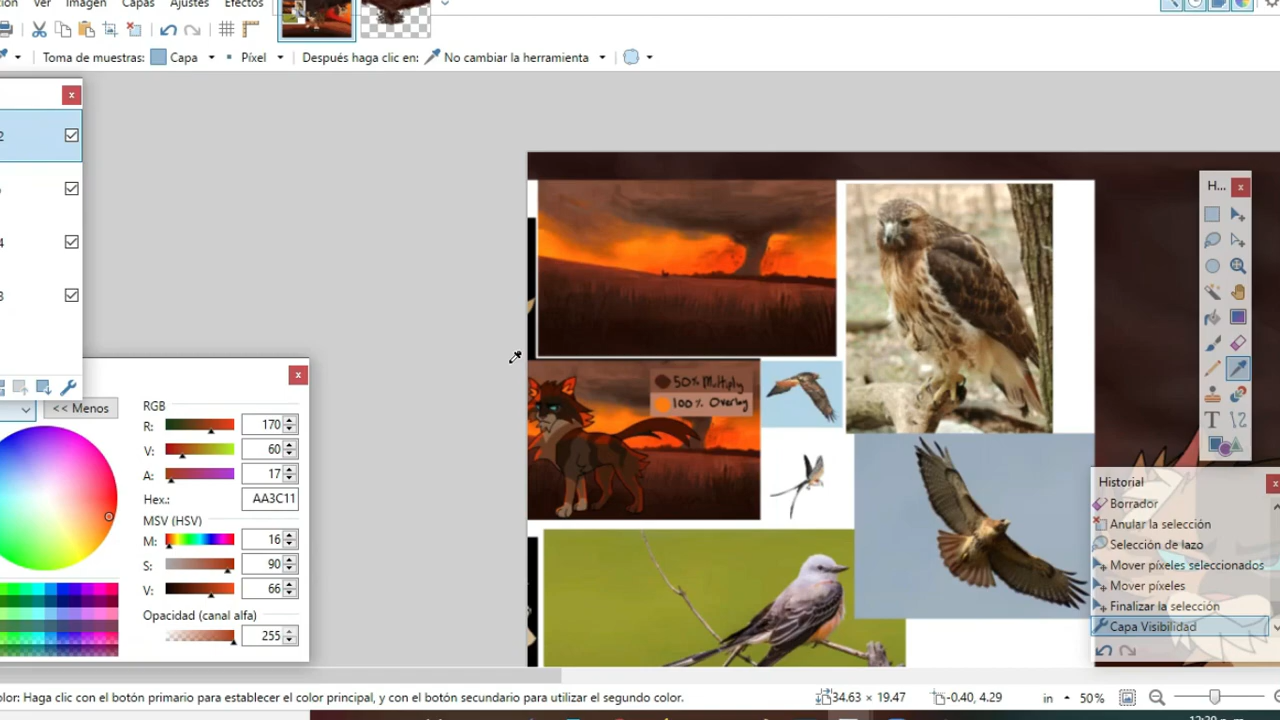 Ver Imagen Capas Ajustes Efectos
Toma de muestras: Capa Píxel Después haga clic en: No cambiar la herramienta
2
4
3
H...
50% Multiply
100% Overlay
<< Menos
RGB
R: 170
V: 60
A: 17
Hex.: AA3C11
MSV (HSV)
M: 16
S: 90
V: 66
Opacidad (canal alfa)
255
Historial
Borrador
Anular la selección
Selección de lazo
Mover píxeles seleccionados
Mover píxeles
Finalizar la selección
Capa Visibilidad
olor: Haga clic con el botón primario para establecer el color principal, y con el botón secundario para utilizar el segundo color.
34.63 × 19.47
-0.40, 4.29
in
50%